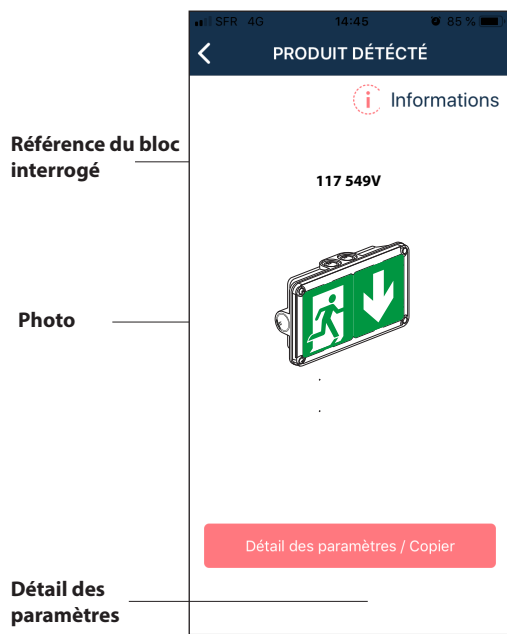 SFR 4G 14:45 85 %
PRODUIT DÉTÉCTÉ
i Informations
Référence du bloc
interrogé
117 549V
Photo
Détail des paramètres / Copier
Détail des
paramètres